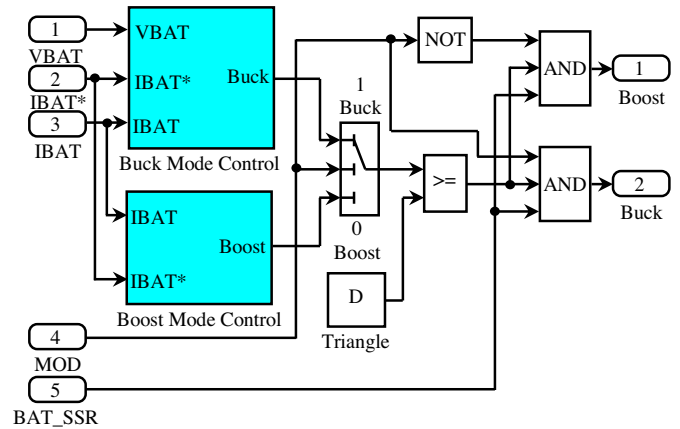 1
VBAT
2
IBAT*
3
IBAT
VBAT
IBAT*
IBAT
Buck
Buck Mode Control
IBAT
IBAT*
Boost
Boost Mode Control
4
MOD
5
BAT_SSR
1
Buck
0
Boost
D
Triangle
>=
NOT
AND
AND
1
Boost
2
Buck